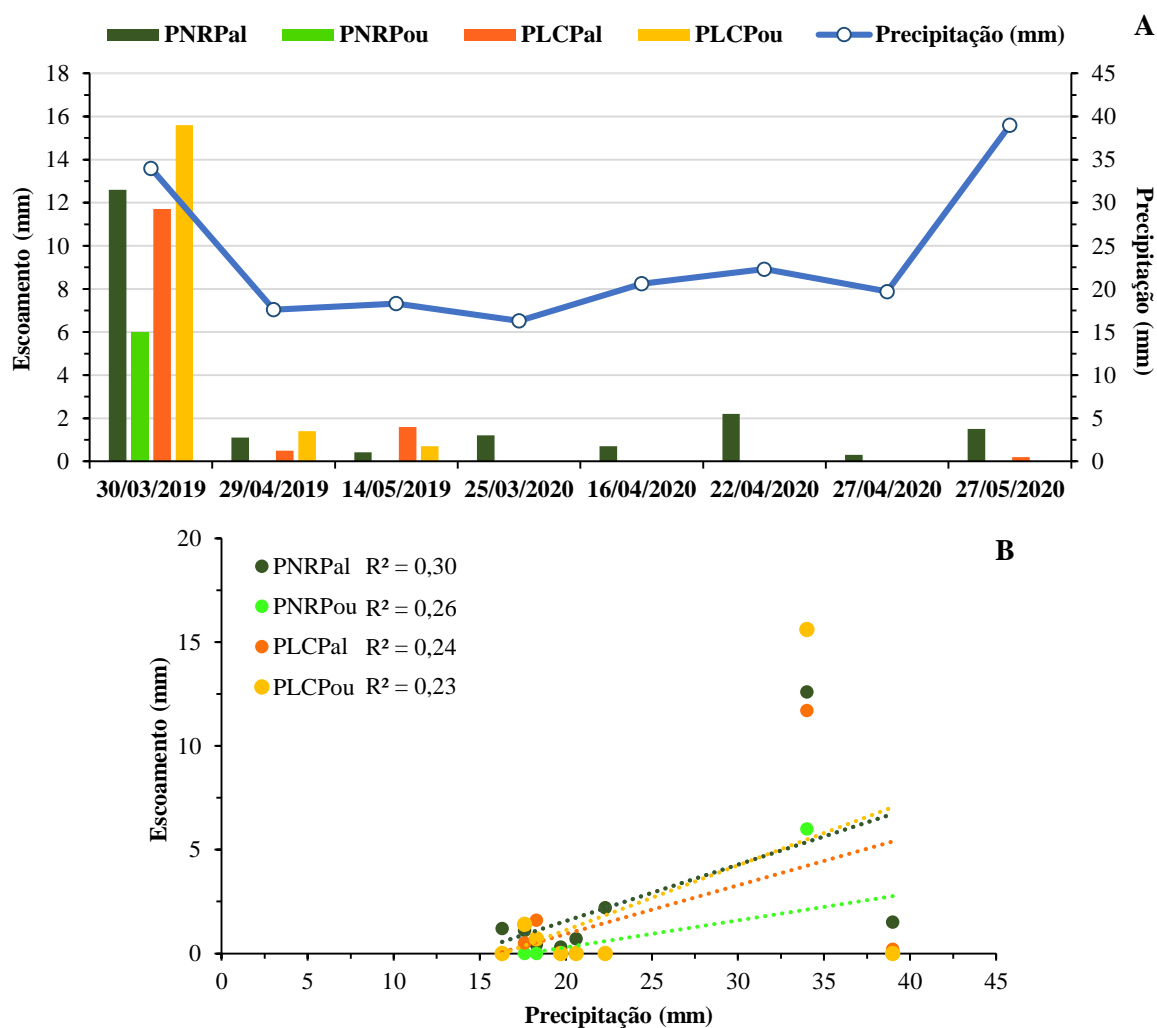 PNRPal PNRPou PLCPal PLCPou Precipitação (mm) A
18 45
16 40
14 35
12 30
10 25
8 20
6 15
4 10
2 5
0 0
Escoamento (mm)
Precipitação (mm)
30/03/2019 29/04/2019 14/05/2019 25/03/2020 16/04/2020 22/04/2020 27/04/2020 27/05/2020
B
PNRPal R² = 0,30
PNRPou R² = 0,26
PLCPal R² = 0,24
PLCPou R² = 0,23
20
15
10
5
0
Escoamento (mm)
0 5 10 15 20 25 30 35 40 45
Precipitação (mm)